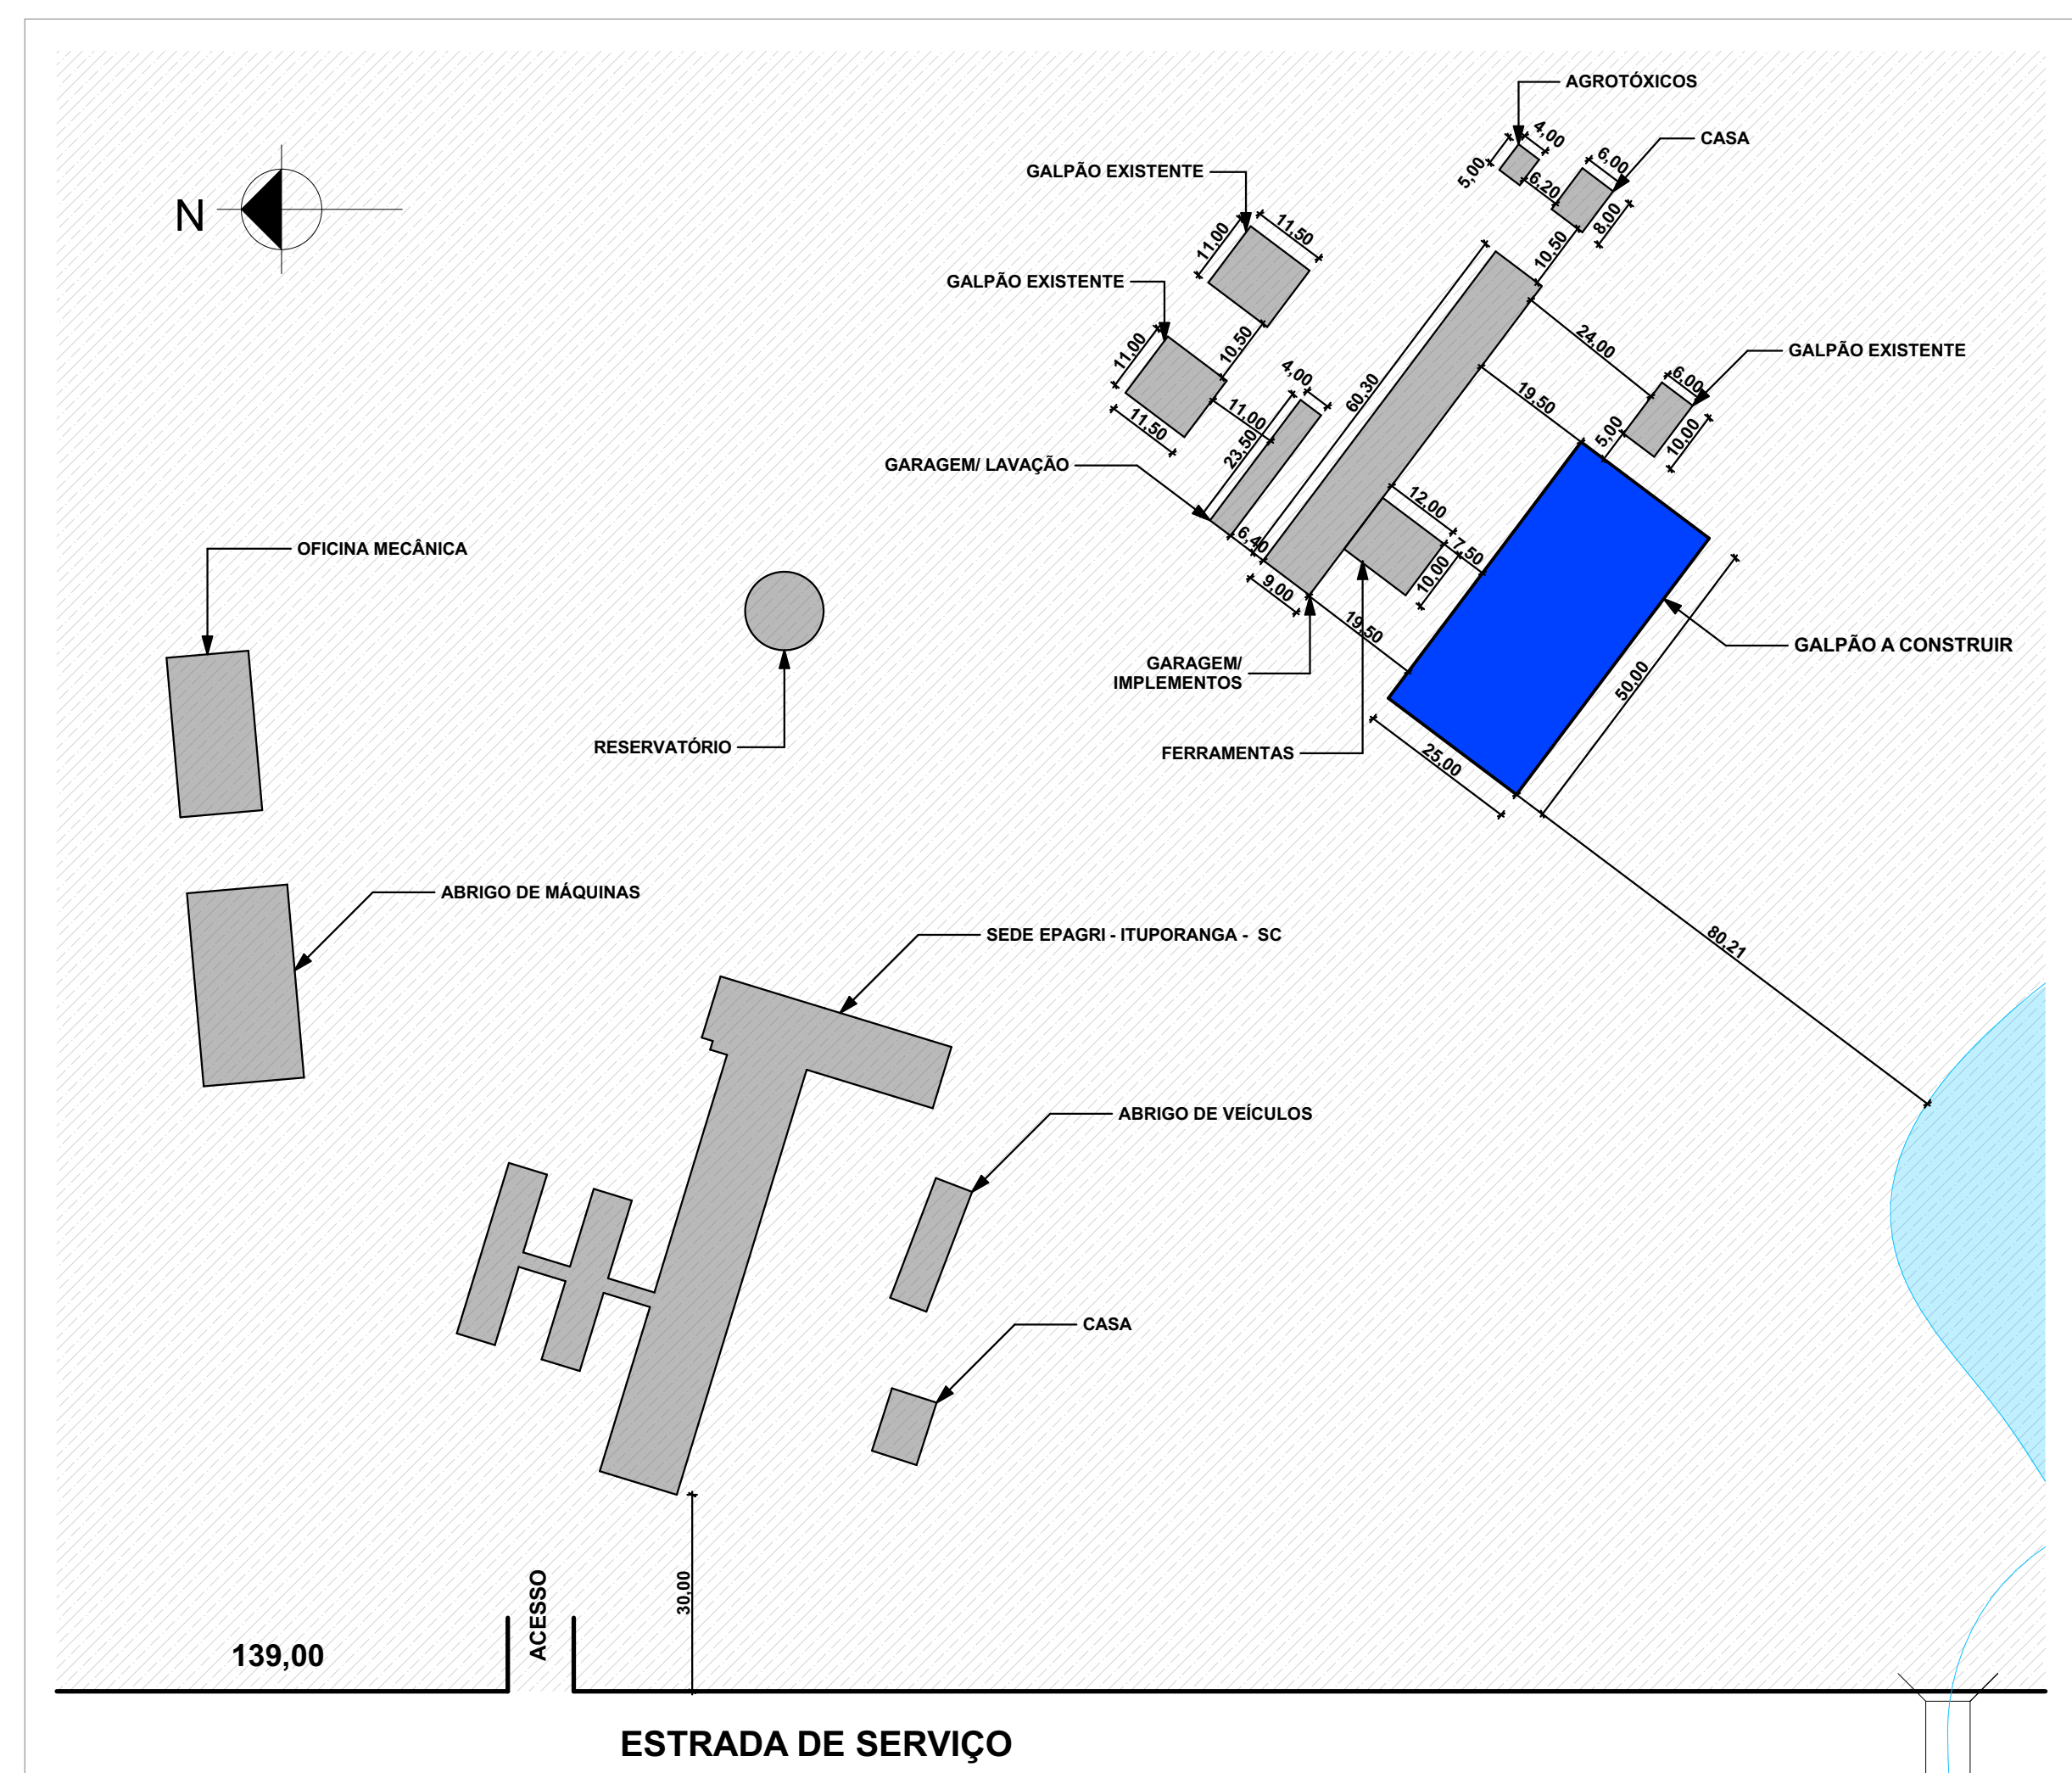 AGROTÓXICOS
4,00
CASA
5,00
6,00
6,20
8,00
GALPÃO EXISTENTE
11,00
11,50
10,50
GALPÃO EXISTENTE
11,00
10,50
11,50
11,00
4,00
23,50
60,30
24,00
GALPÃO EXISTENTE
6,00
19,50
5,00
10,00
GARAGEM/ LAVAÇÃO
12,00
6,40
7,50
10,00
9,00
19,50
N
OFICINA MECÂNICA
GARAGEM/
IMPLEMENTOS
GALPÃO A CONSTRUIR
50,00
RESERVATÓRIO
FERRAMENTAS
25,00
ABRIGO DE MÁQUINAS
SEDE EPAGRI - ITUPORANGA - SC
80,21
ABRIGO DE VEÍCULOS
CASA
30,00
ACESSO
139,00
ESTRADA DE SERVIÇO